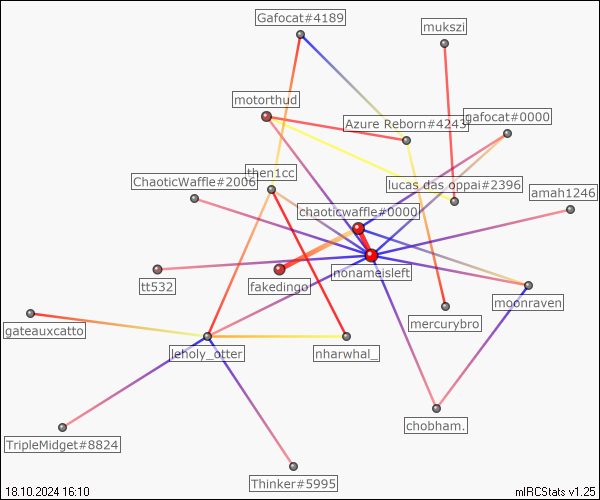 Gafocat#4189
mukszi
motorthud
Azure Reborn#4243
gafocat#0000
then1cc
ChaoticWaffle#2006
lucas das oppai#2396
amah1246
chaoticwaffle#0000
tt532
fakedingo
nonameisleft
moonraven
gateauxcatto
mercurybro
leholy_otter
nharwhal_
chobham.
TripleMidget#8824
Thinker#5995
18.10.2024 16:10
mIRCStats v1.25